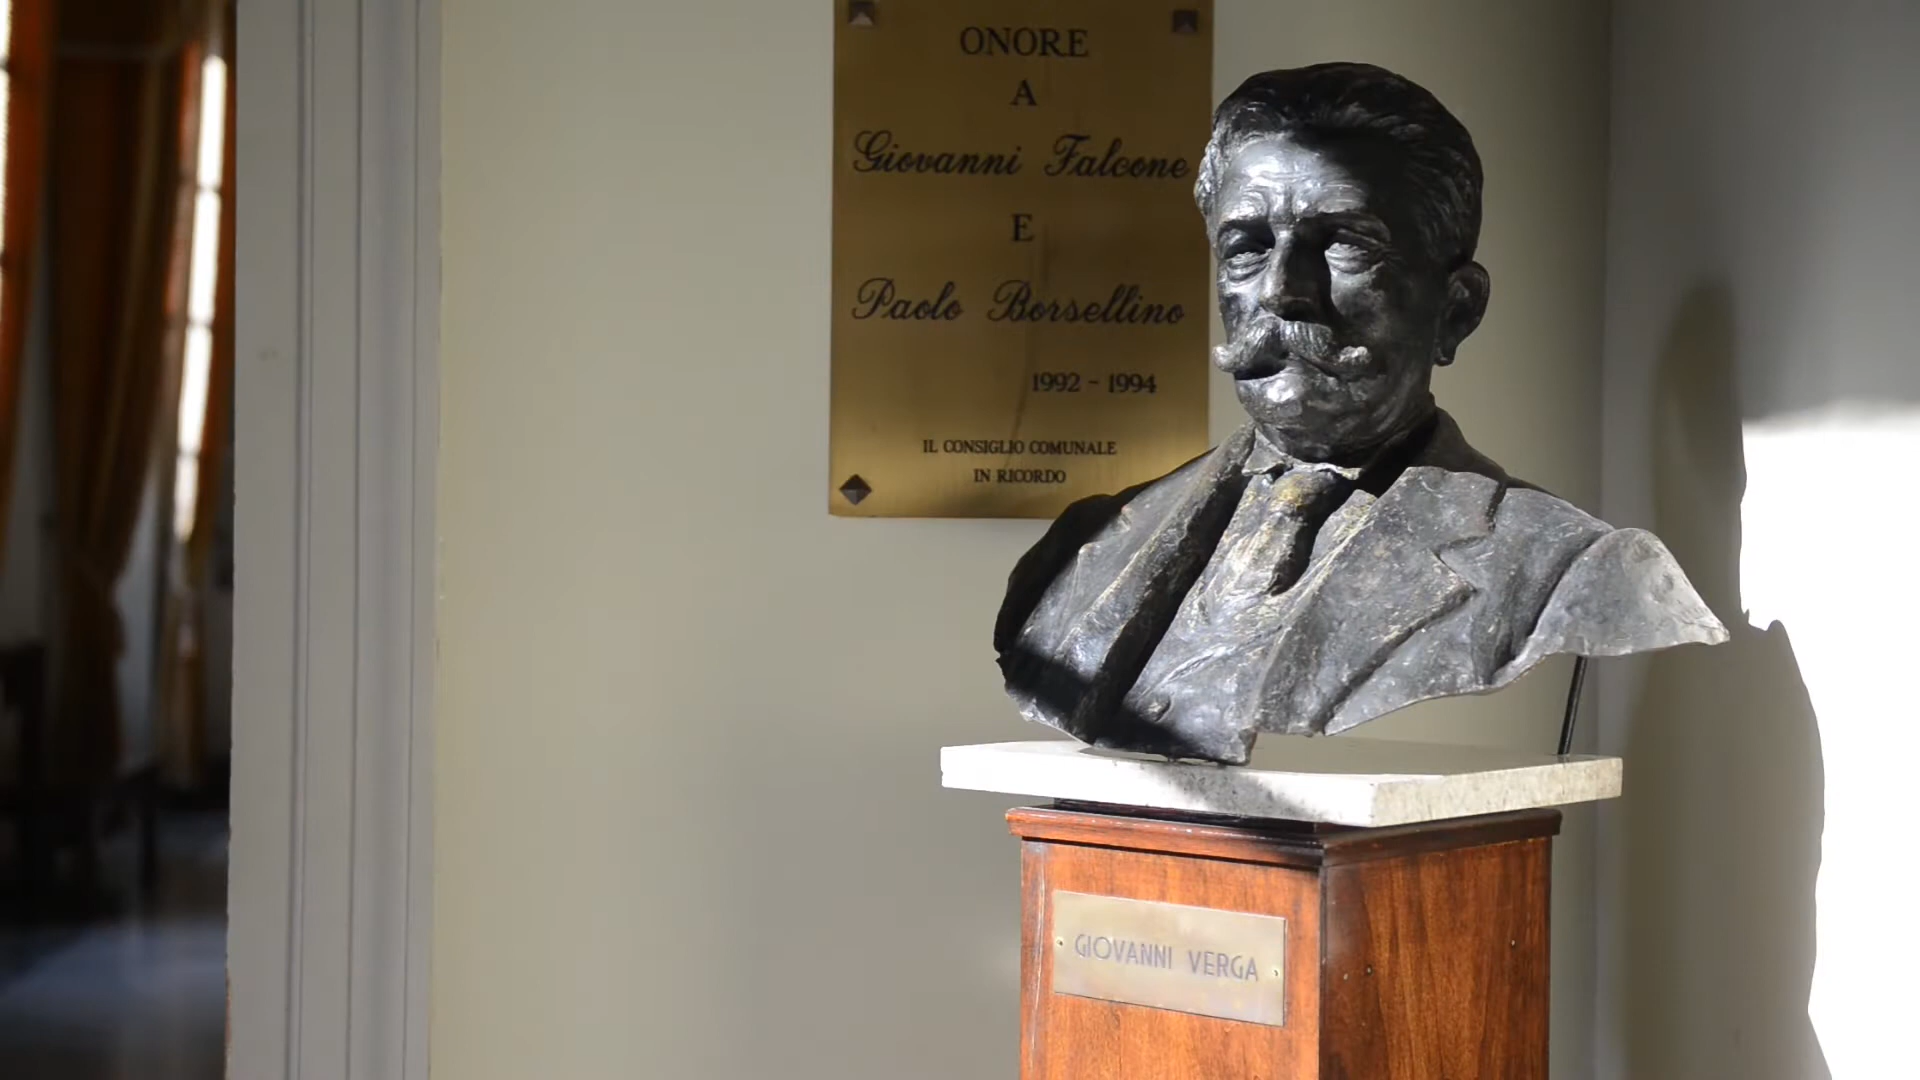 ONORE
A
Giovanni Falcone
E
Paolo Borsellino
1992 - 1994
IL CONSIGLIO COMUNALE
IN RICORDO
GIOVANNI VERGA